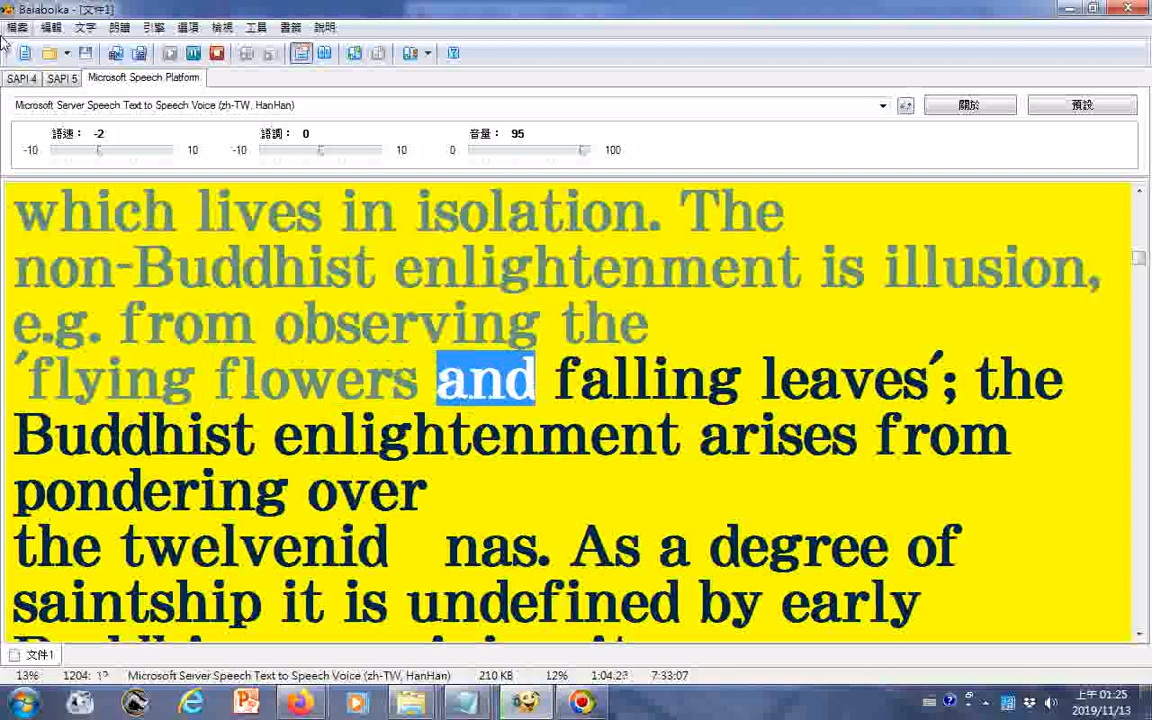 Balabolka - [文件1]
檔案 編輯 文字 朗讀 引擎 選項 檢視 工具 書籤 說明
SAPI 4 SAPI 5 Microsoft Speech Platform
Microsoft Server Speech Text to Speech Voice (zh-TW, HanHan) 關於 預設
語速： -2 語調： 0 音量： 95
-10 10 -10 10 0 100
which lives in isolation. The
non-Buddhist enlightenment is illusion,
e.g. from observing the
'flying flowers and falling leaves'; the
Buddhist enlightenment arises from
pondering over
the twelvenid nas. As a degree of
saintship it is undefined by early
文件1
13% 1204: Microsoft Server Speech Text to Speech Voice (zh-TW, HanHan) 210 KB 12% 1:04:23 7:33:07
上午 01:25
2019/11/13